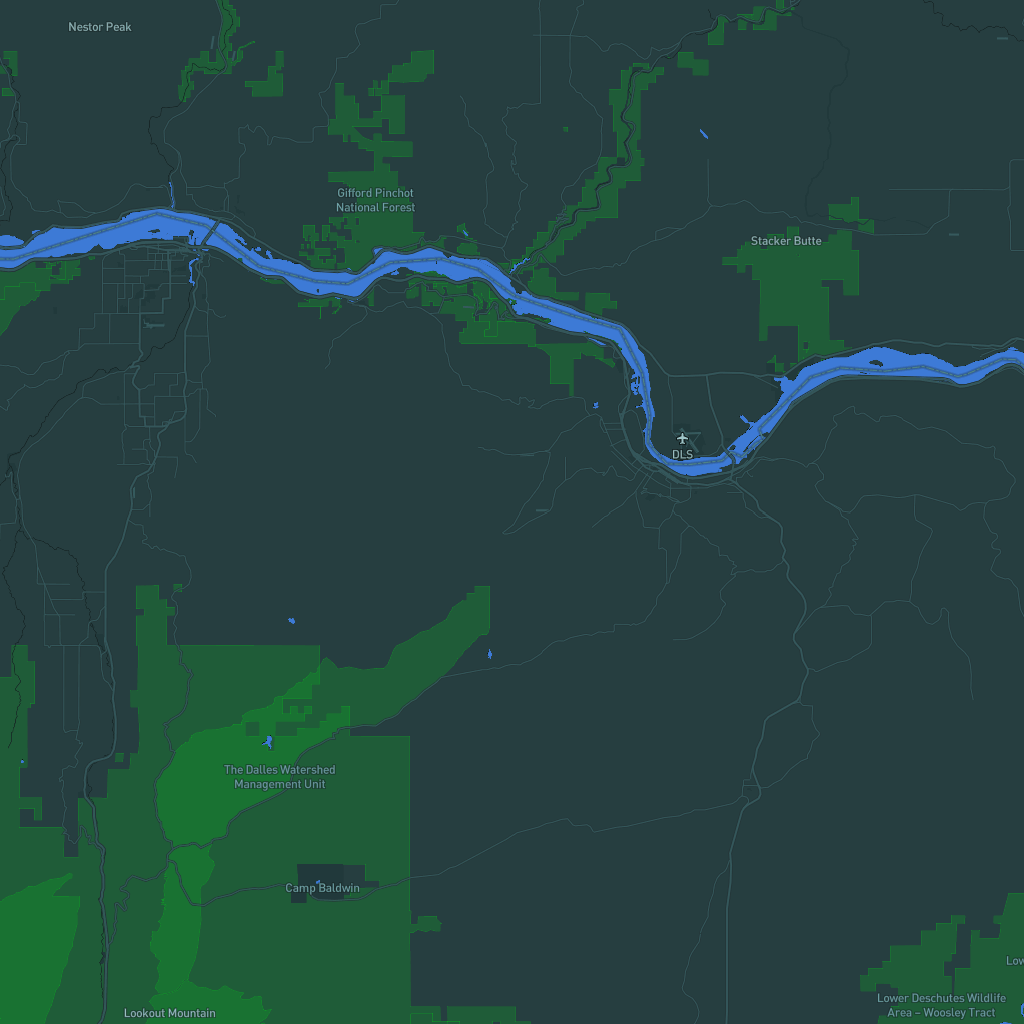 Nestor Peak
Gifford Pinchot
National Forest
Stacker Butte
DLS
The Dalles Watershed
Management Unit
Camp Baldwin
Lookout Mountain
Low
Lower Deschutes Wildlife
Area – Woosley Tract